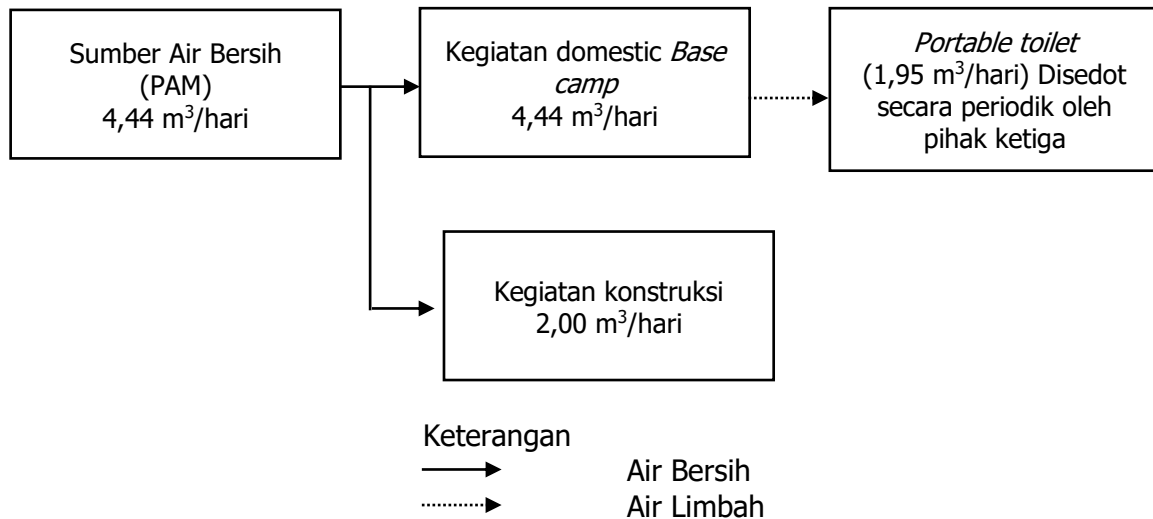 Sumber Air Bersih
(PAM)
4,44 m³/hari
Kegiatan domestic Base
camp
4,44 m³/hari
Portable toilet
(1,95 m³/hari) Disedot
secara periodik oleh
pihak ketiga
Kegiatan konstruksi
2,00 m³/hari
Keterangan
Air Bersih
Air Limbah